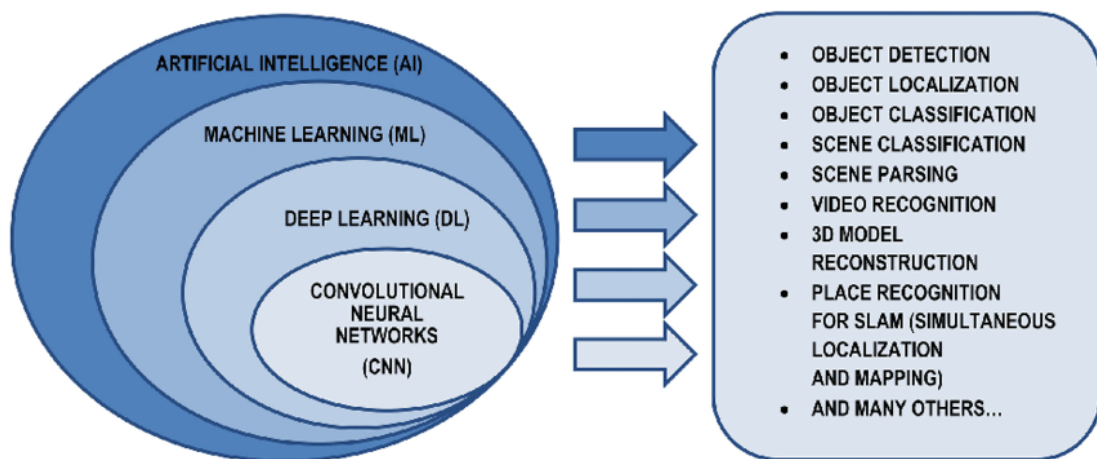 ARTIFICIAL INTELLIGENCE (AI)
MACHINE LEARNING (ML)
DEEP LEARNING (DL)
CONVOLUTIONAL
NEURAL
NETWORKS
(CNN)
• OBJECT DETECTION
• OBJECT LOCALIZATION
• OBJECT CLASSIFICATION
• SCENE CLASSIFICATION
• SCENE PARSING
• VIDEO RECOGNITION
• 3D MODEL
RECONSTRUCTION
• PLACE RECOGNITION
FOR SLAM (SIMULTANEOUS
LOCALIZATION
AND MAPPING)
• AND MANY OTHERS…